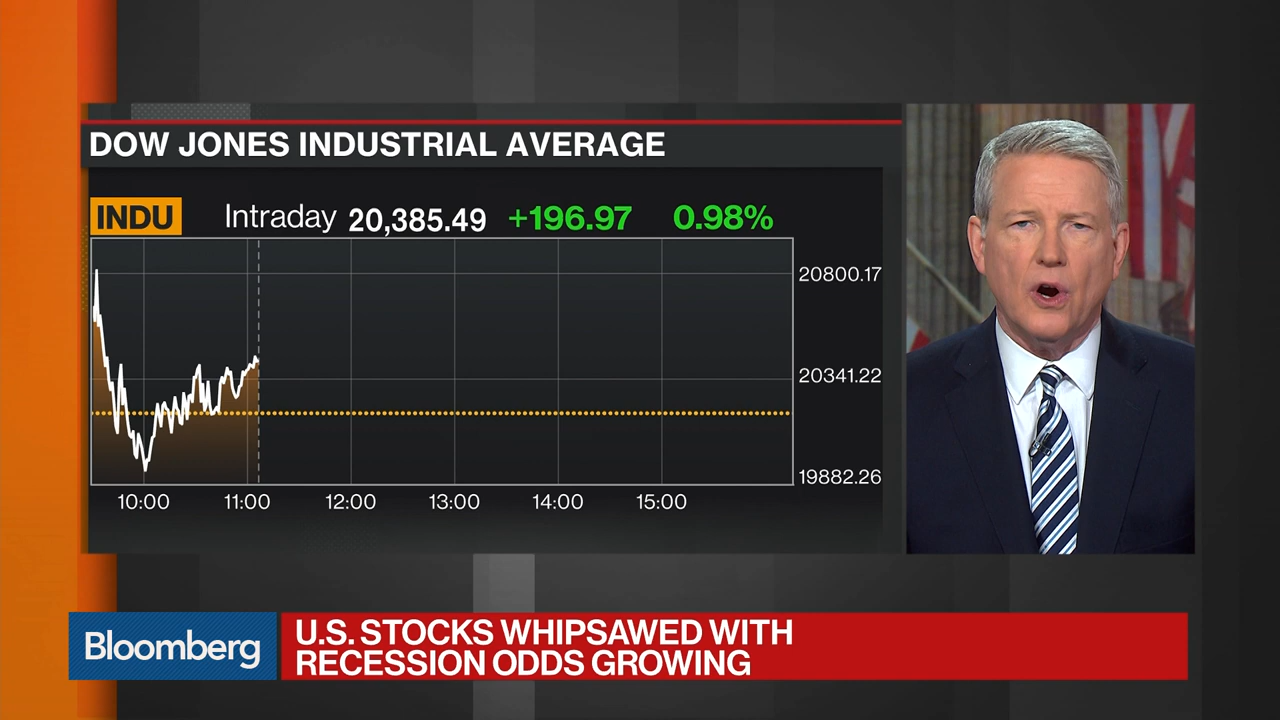 DOW JONES INDUSTRIAL AVERAGE
INDU Intraday 20,385.49 +196.97 0.98%
20800.17
20341.22
19882.26
10:00 11:00 12:00 13:00 14:00 15:00
Bloomberg
U.S. STOCKS WHIPSAWED WITH
RECESSION ODDS GROWING